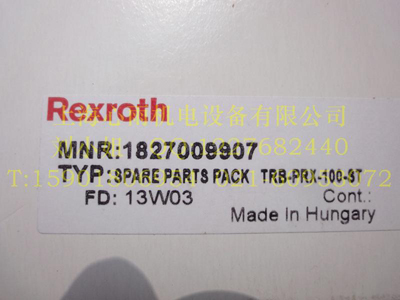 Rexroth
MNR:1827009907
TYP:SPARE PARTS PACK TRB-PRX-100-ST
FD: 13W03
Cont.:
Made In Hungary
机电设备有限公司